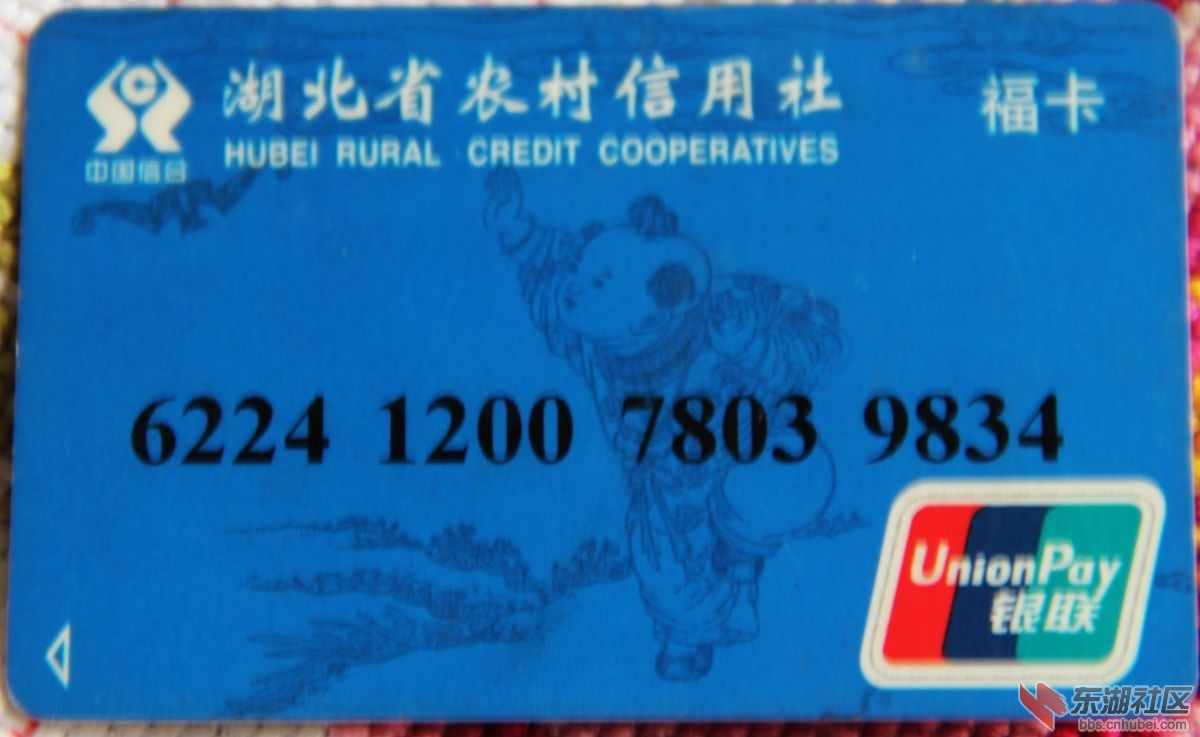 湖北省农村信用社
福卡
HUBEI RURAL CREDIT COOPERATIVES
中国信合
6224 1200 7803 9834
UnionPay
银联
东湖社区
bbs.cnhubei.com